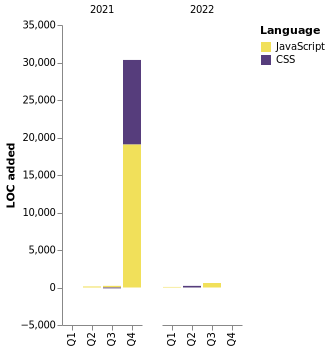 2021
2022
Language
JavaScript
CSS
LOC added
35,000
30,000
25,000
20,000
15,000
10,000
5,000
0
−5,000
Q1
Q2
Q3
Q4
Q1
Q2
Q3
Q4